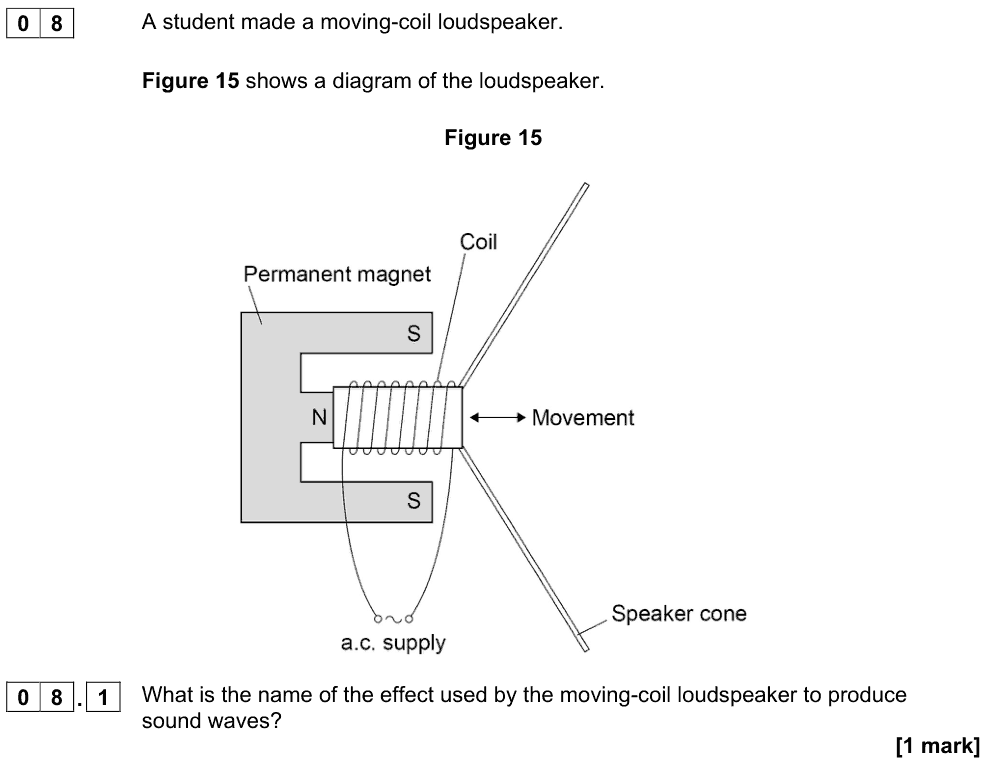 0 8 A student made a moving-coil loudspeaker.
Figure 15 shows a diagram of the loudspeaker.
Figure 15
Coil
Permanent magnet
S
N
Movement
S
Speaker cone
a.c. supply
0 8 . 1 What is the name of the effect used by the moving-coil loudspeaker to produce
sound waves?
[1 mark]